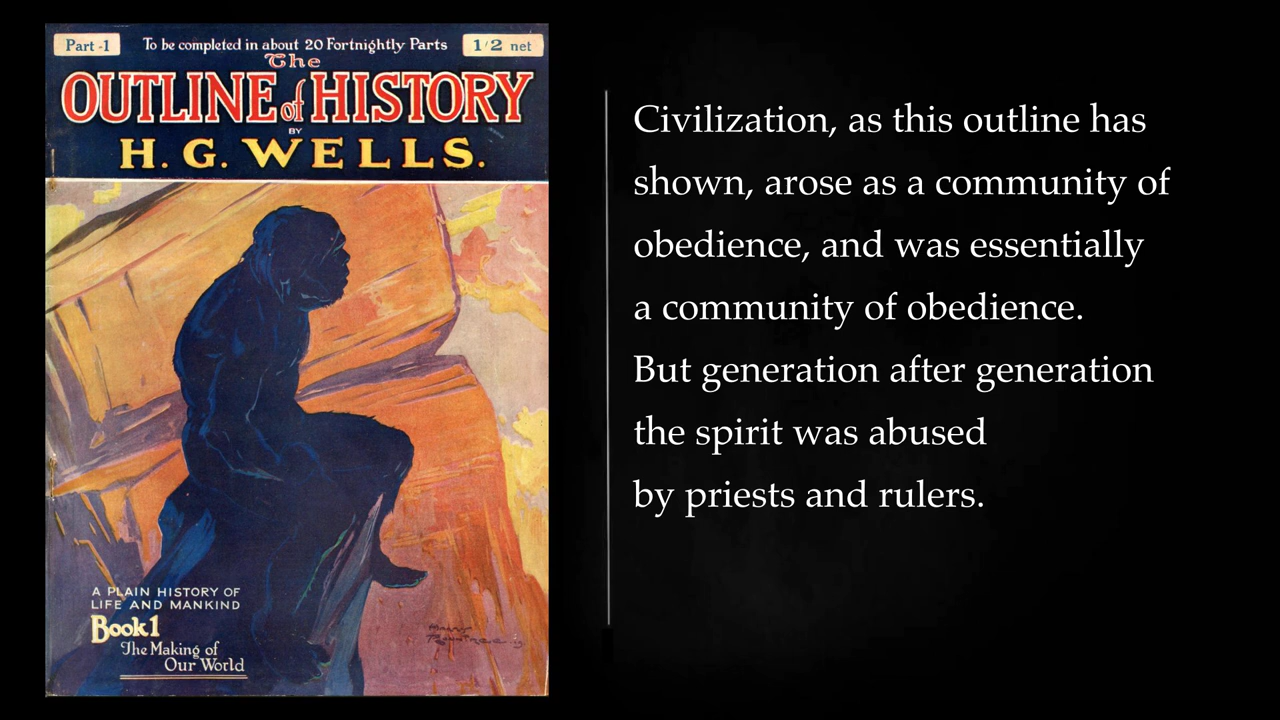 Part -1
To be completed in about 20 Fortnightly Parts
1/2 net
The
OUTLINE of HISTORY
BY
H. G. WELLS.
A PLAIN HISTORY OF
LIFE AND MANKIND
Book 1
The Making of
Our World
Civilization, as this outline has
shown, arose as a community of
obedience, and was essentially
a community of obedience.
But generation after generation
the spirit was abused
by priests and rulers.